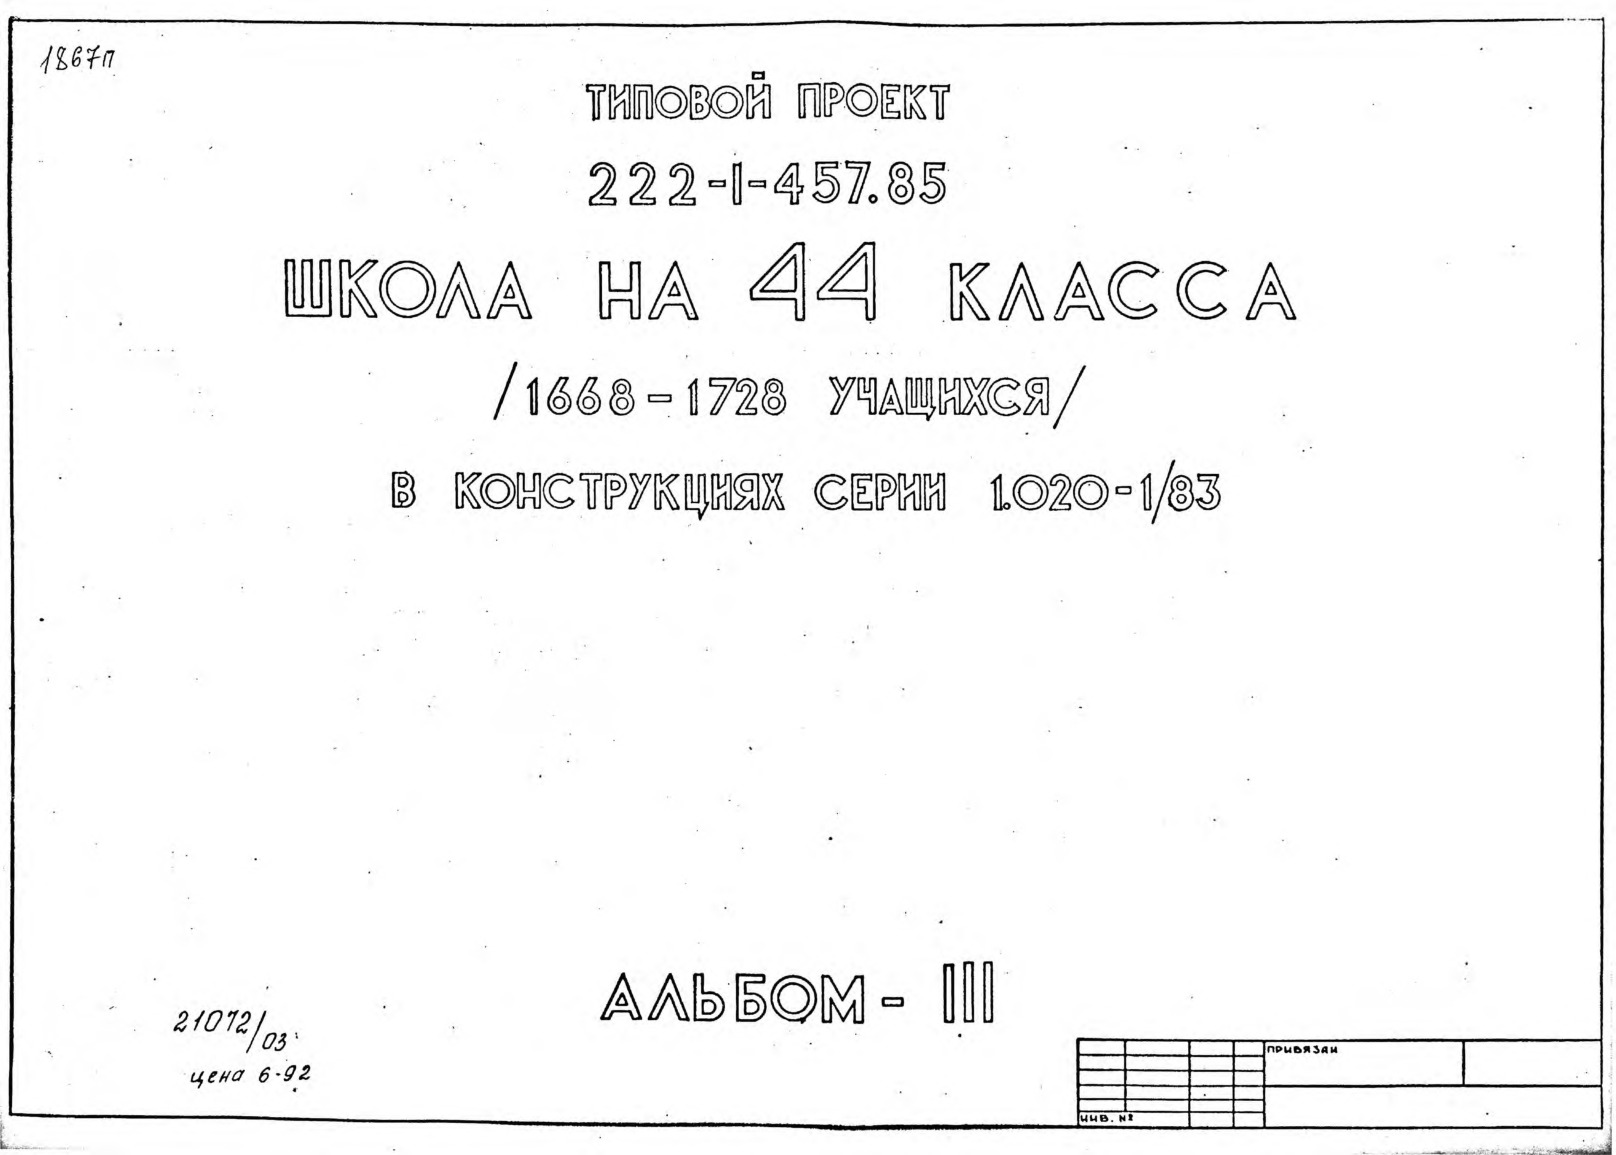 1867п
ТИПОВОЙ ПРОЕКТ
222-1-457.85
ШКОЛА НА 44 КЛАССА
/1668-1728 УЧАЩИХСЯ/
В КОНСТРУКЦИЯХ СЕРИИ 1.020-1/83
АЛЬБОМ - III
21072/03
цена 6-92
ПРИВЯЗАН
ИНВ. №